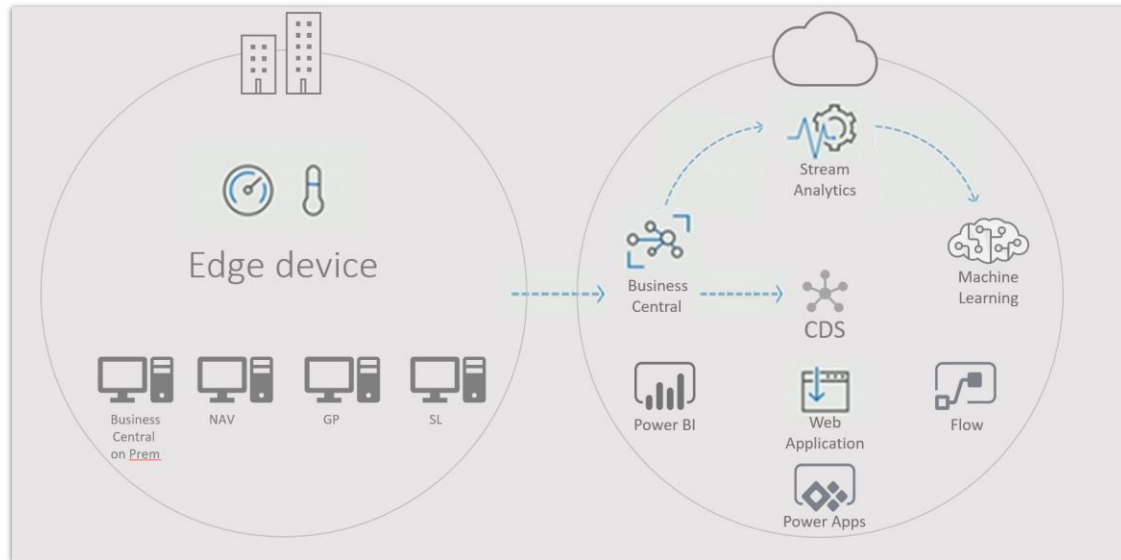 Edge device
Business
Central
on Prem
NAV
GP
SL
Stream
Analytics
Business
Central
CDS
Machine
Learning
Power BI
Web
Application
Flow
Power Apps